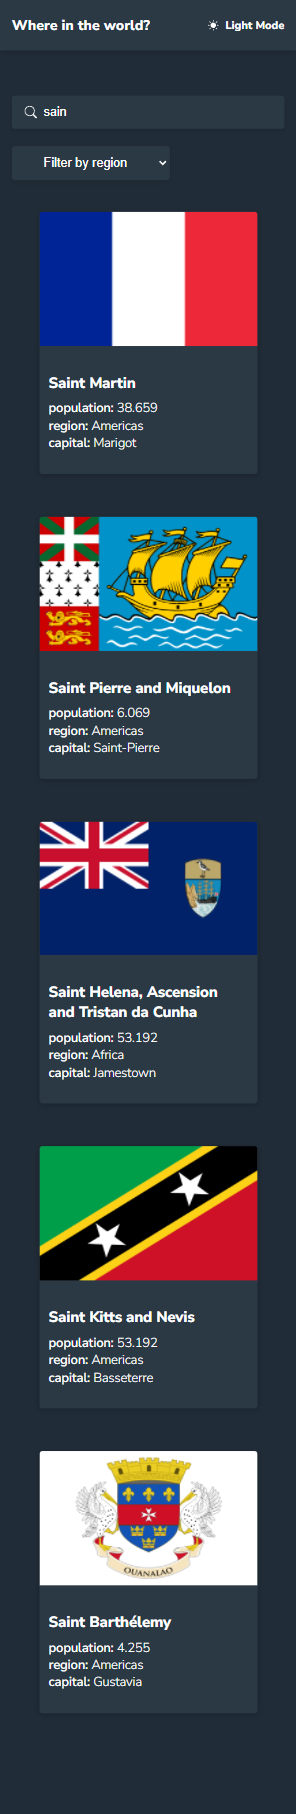 Where in the world?
Light Mode
sain
Filter by region
Saint Martin
population: 38.659
region: Americas
capital: Marigot
Saint Pierre and Miquelon
population: 6.069
region: Americas
capital: Saint-Pierre
Saint Helena, Ascension
and Tristan da Cunha
population: 53.192
region: Africa
capital: Jamestown
Saint Kitts and Nevis
population: 53.192
region: Americas
capital: Basseterre
OUANALAO
Saint Barthélemy
population: 4.255
region: Americas
capital: Gustavia